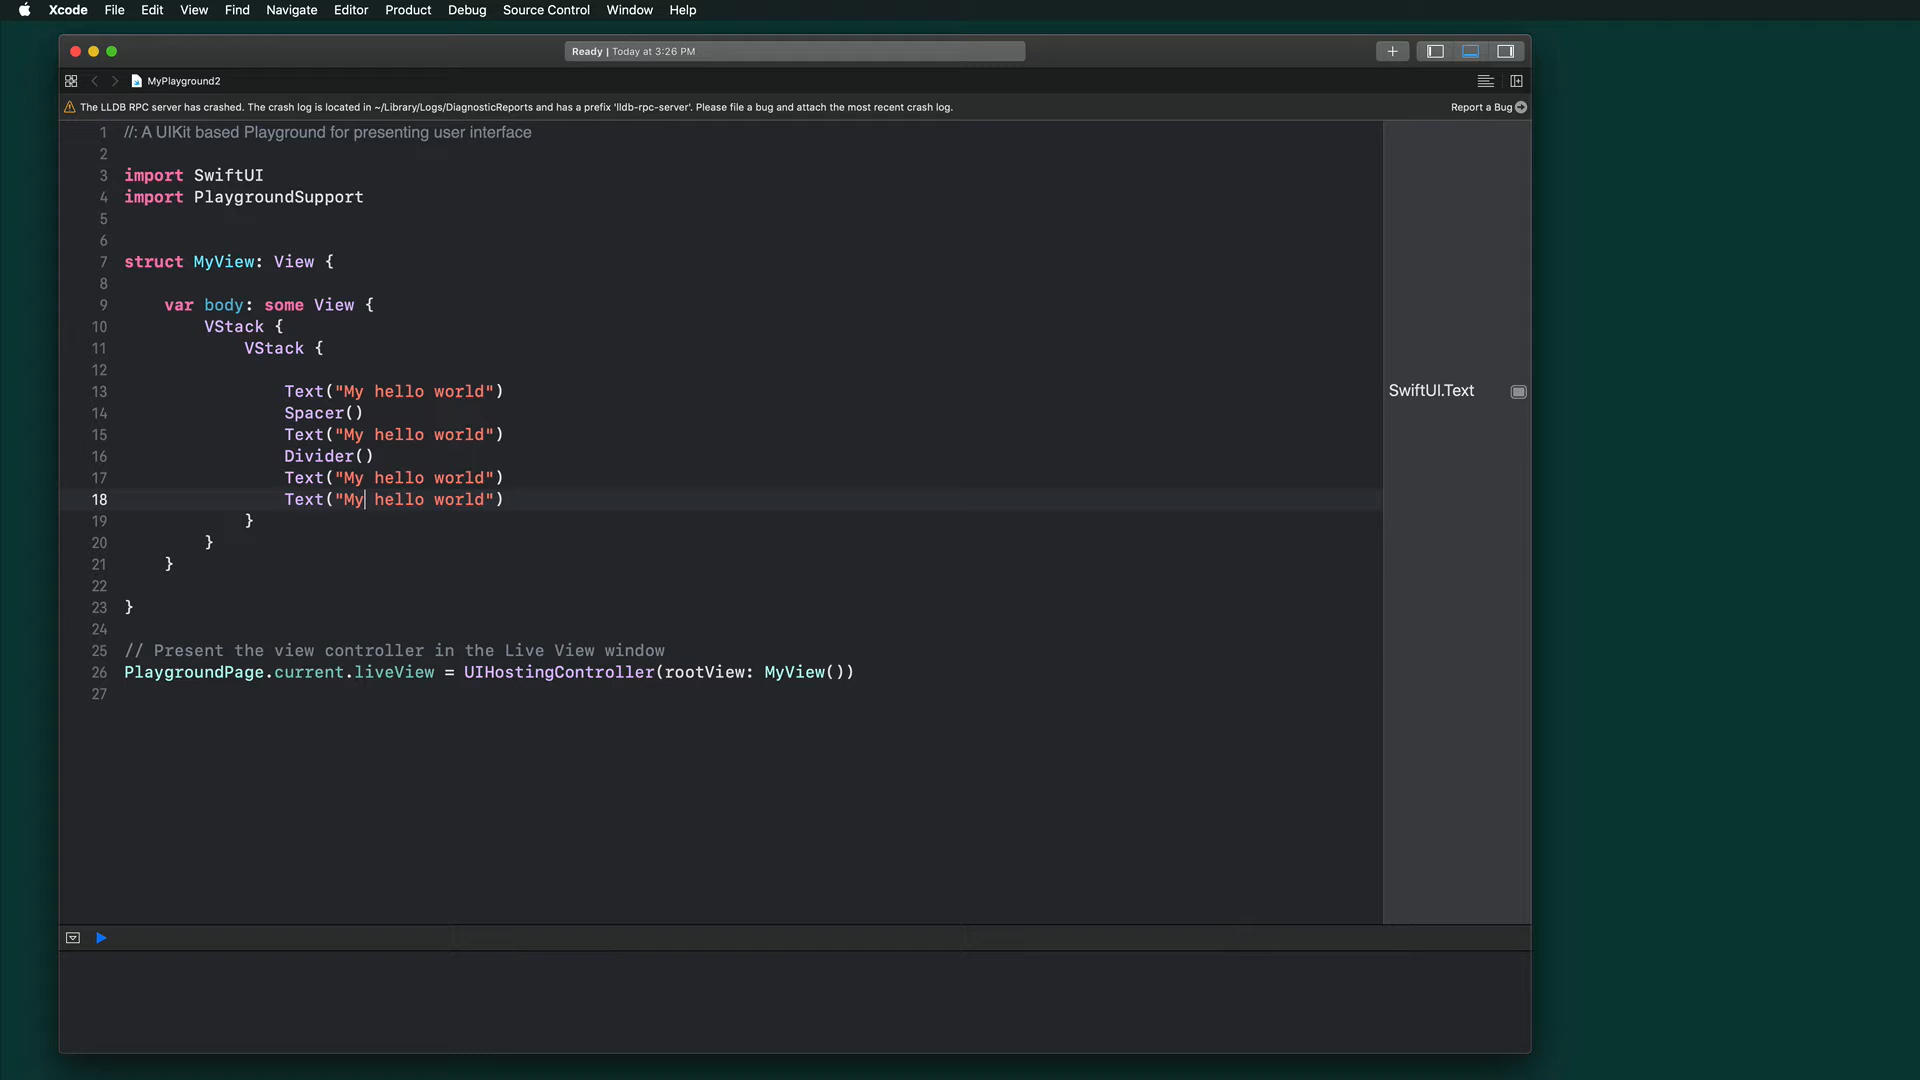 Xcode File Edit View Find Navigate Editor Product Debug Source Control Window Help
Ready | Today at 3:26 PM
MyPlayground2
The LLDB RPC server has crashed. The crash log is located in ~/Library/Logs/DiagnosticReports and has a prefix 'lldb-rpc-server'. Please file a bug and attach the most recent crash log. Report a Bug
1 //: A UIKit based Playground for presenting user interface
2
3 import SwiftUI
4 import PlaygroundSupport
5
6
7 struct MyView: View {
8
9 var body: some View {
10 VStack {
11 VStack {
12
13 Text("My hello world") SwiftUI.Text
14 Spacer()
15 Text("My hello world")
16 Divider()
17 Text("My hello world")
18 Text("My hello world")
19 }
20 }
21 }
22
23 }
24
25 // Present the view controller in the Live View window
26 PlaygroundPage.current.liveView = UIHostingController(rootView: MyView())
27